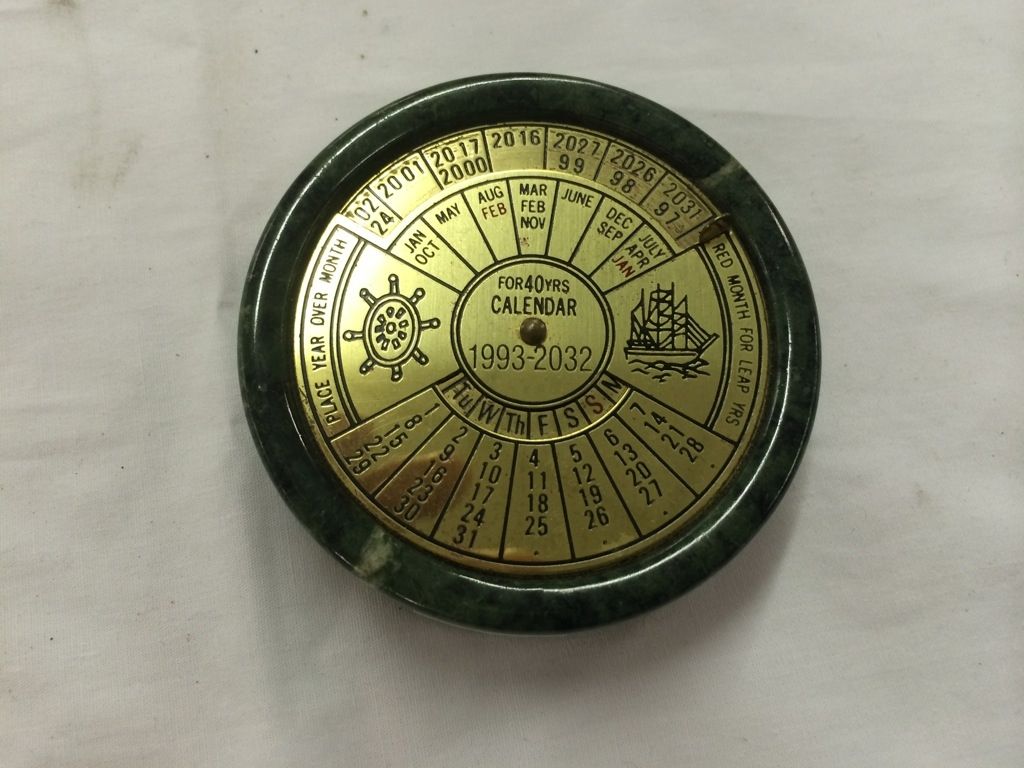 02
24
2001
2017
2000
2016
2027
99
2026
98
2037
97
JAN
OCT
MAY
AUG
FEB
MAR
FEB
NOV
JUNE
DEC
SEP
JULY
APR
JAN
PLACE YEAR OVER MONTH
RED MONTH FOR LEAP YRS
FOR 40 YRS
CALENDAR
1993-2032
Tu W Th F S S M
1
8
15
22
29
2
9
16
23
30
3
10
17
24
31
4
11
18
25
5
12
19
26
6
13
20
27
7
14
21
28